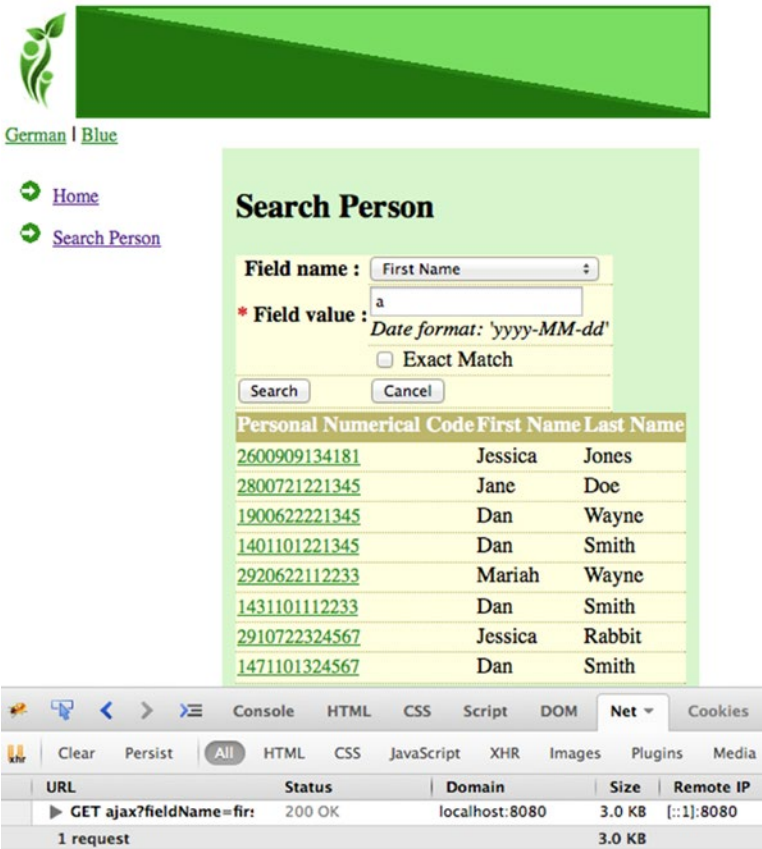 German | Blue
Home
Search Person
Search Person
Field name : First Name
* Field value : a
Date format: 'yyyy-MM-dd'
Exact Match
Search Cancel
Personal Numerical Code First Name Last Name
2600909134181 Jessica Jones
2800721221345 Jane Doe
1900622221345 Dan Wayne
1401101221345 Dan Smith
2920622112233 Mariah Wayne
1431101112233 Dan Smith
2910722324567 Jessica Rabbit
1471101324567 Dan Smith
Console HTML CSS Script DOM Net Cookies
xhr Clear Persist All HTML CSS JavaScript XHR Images Plugins Media
URL Status Domain Size Remote IP
GET ajax?fieldName=firs 200 OK localhost:8080 3.0 KB [::1]:8080
1 request 3.0 KB